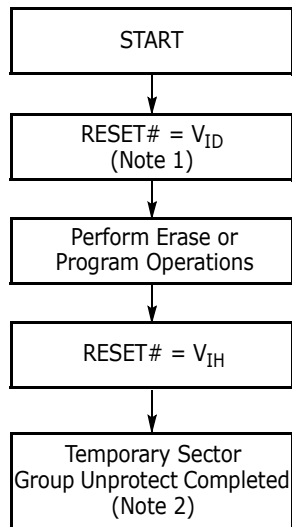 START
RESET# = VID
(Note 1)
Perform Erase or
Program Operations
RESET# = VIH
Temporary Sector
Group Unprotect Completed
(Note 2)